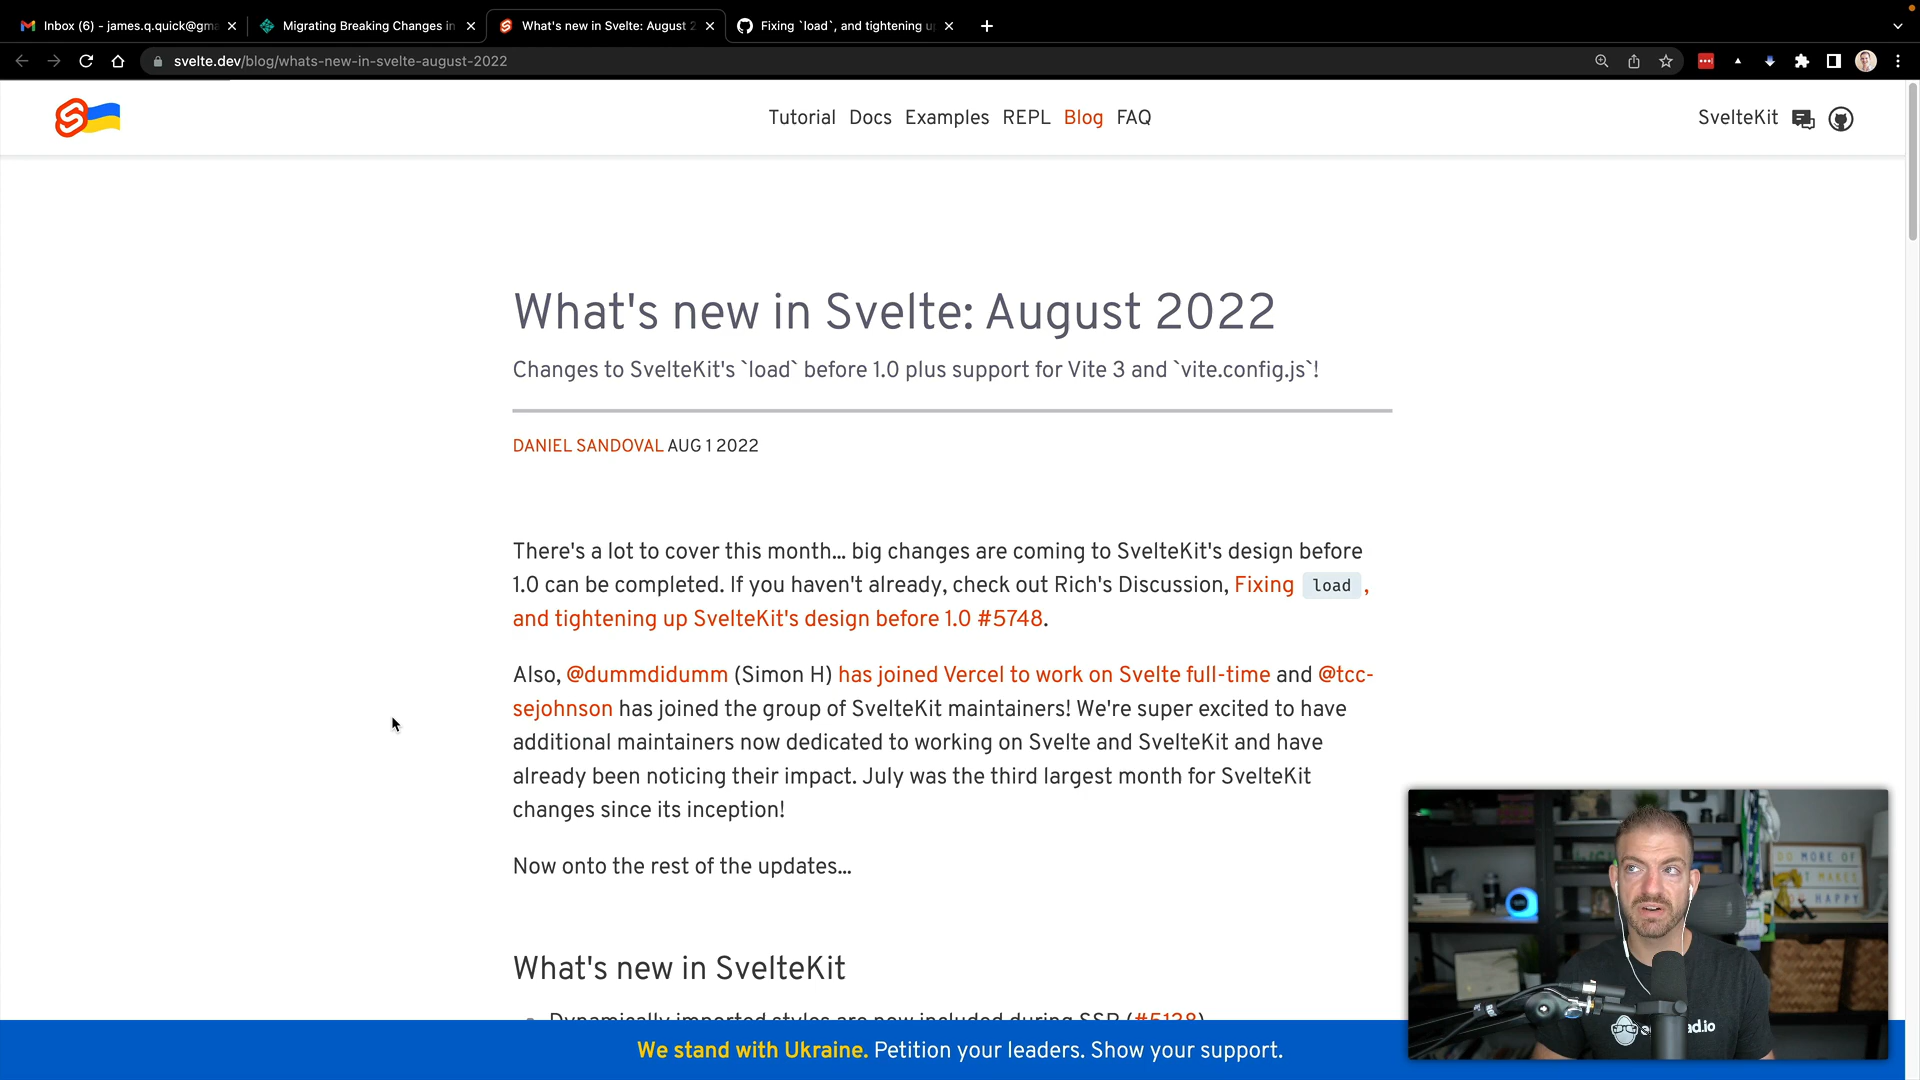 Inbox (6) - james.q.quick@gma
Migrating Breaking Changes in
What's new in Svelte: August 2
Fixing `load`, and tightening u
svelte.dev/blog/whats-new-in-svelte-august-2022
Tutorial Docs Examples REPL Blog FAQ
SvelteKit
What's new in Svelte: August 2022
Changes to SvelteKit's `load` before 1.0 plus support for Vite 3 and `vite.config.js`!
DANIEL SANDOVAL AUG 1 2022
There's a lot to cover this month... big changes are coming to SvelteKit's design before
1.0 can be completed. If you haven't already, check out Rich's Discussion, Fixing load ,
and tightening up SvelteKit's design before 1.0 #5748.
Also, @dummdidumm (Simon H) has joined Vercel to work on Svelte full-time and @tcc-
sejohnson has joined the group of SvelteKit maintainers! We're super excited to have
additional maintainers now dedicated to working on Svelte and SvelteKit and have
already been noticing their impact. July was the third largest month for SvelteKit
changes since its inception!
Now onto the rest of the updates...
What's new in SvelteKit
Dynamically imported styles are now included during SSR (#5138)
We stand with Ukraine. Petition your leaders. Show your support.
DO MORE OF
MAKES
HAPPY
ad.io